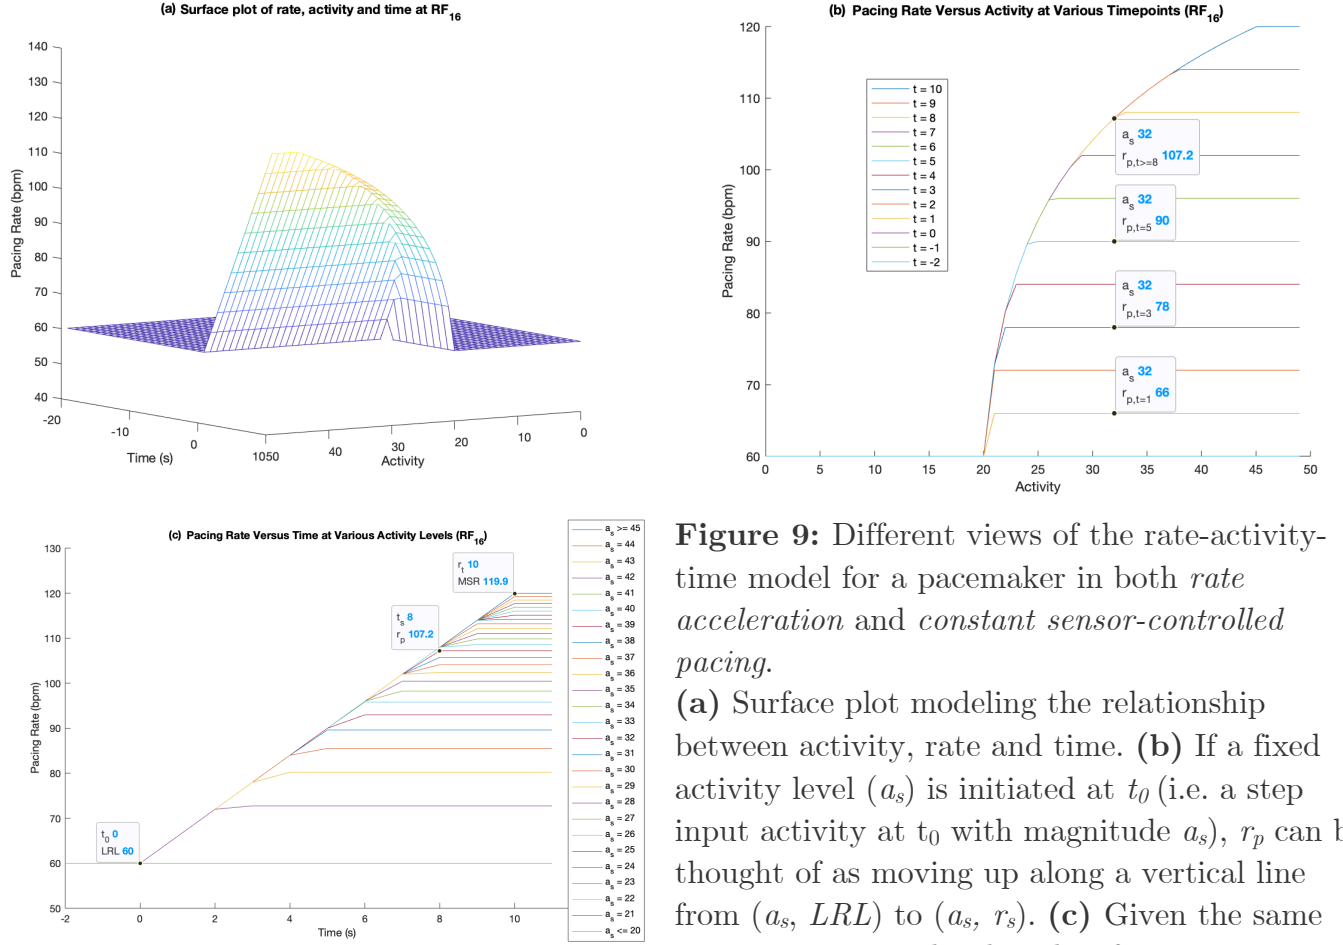 (a) Surface plot of rate, activity and time at RF16
140
130
120
110
100
90
80
70
60
50
40
Pacing Rate (bpm)
-20
-10
0
10
Time (s)
50
40
30
20
10
0
Activity
(b) Pacing Rate Versus Activity at Various Timepoints (RF16)
120
110
100
90
80
70
60
Pacing Rate (bpm)
t = 10
t = 9
t = 8
t = 7
t = 6
t = 5
t = 4
t = 3
t = 2
t = 1
t = 0
t = -1
t = -2
as 32
rp,t>=8 107.2
as 32
rp,t=5 90
as 32
rp,t=3 78
as 32
rp,t=1 66
0 5 10 15 20 25 30 35 40 45 50
Activity
(c) Pacing Rate Versus Time at Various Activity Levels (RF16)
130
120
110
100
90
80
70
60
50
Pacing Rate (bpm)
rt 10
MSR 119.9
ts 8
rp 107.2
t0 0
LRL 60
-2 0 2 4 6 8 10
Time (s)
as >= 45
as = 44
as = 43
as = 42
as = 41
as = 40
as = 39
as = 38
as = 37
as = 36
as = 35
as = 34
as = 33
as = 32
as = 31
as = 30
as = 29
as = 28
as = 27
as = 26
as = 25
as = 24
as = 23
as = 22
as = 21
as <= 20
Figure 9: Different views of the rate-activity-
time model for a pacemaker in both rate
acceleration and constant sensor-controlled
pacing.
(a) Surface plot modeling the relationship
between activity, rate and time. (b) If a fixed
activity level (as) is initiated at t0 (i.e. a step
input activity at t0 with magnitude as), rp can
thought of as moving up along a vertical line
from (as, LRL) to (as, rs). (c) Given the same